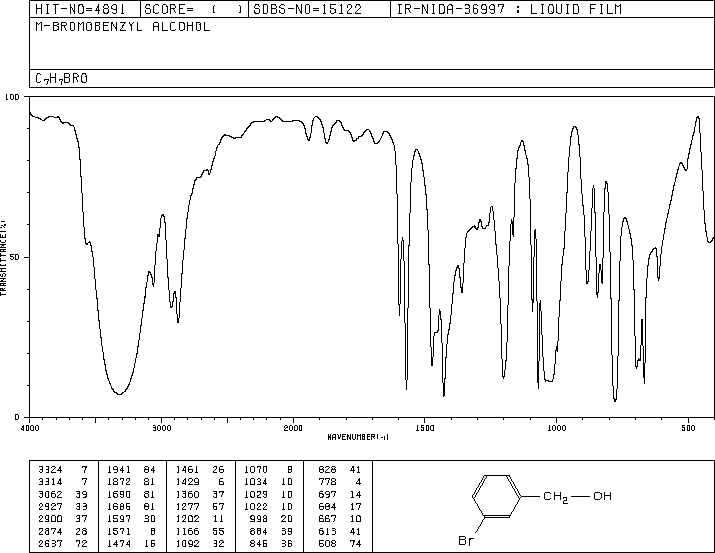 HIT-NO=4891 SCORE= ( ) SDBS-NO=15122 IR-NIDA-36997 : LIQUID FILM
M-BROMOBENZYL ALCOHOL
C7H7BRO
100
50
0
TRANSMITTANCE(%)
4000 3000 2000 1500 1000 500
WAVENUMBER(-1)
3324 7 1941 84 1461 26 1070 8 828 41
3314 7 1872 81 1429 6 1034 10 778 4
3062 39 1690 81 1360 37 1029 10 697 14
2927 33 1686 81 1277 57 1022 10 684 17
2900 37 1597 30 1202 11 998 20 667 10
2874 28 1571 8 1166 55 884 39 613 41
2637 72 1474 16 1092 32 846 36 508 74
CH2 OH
Br